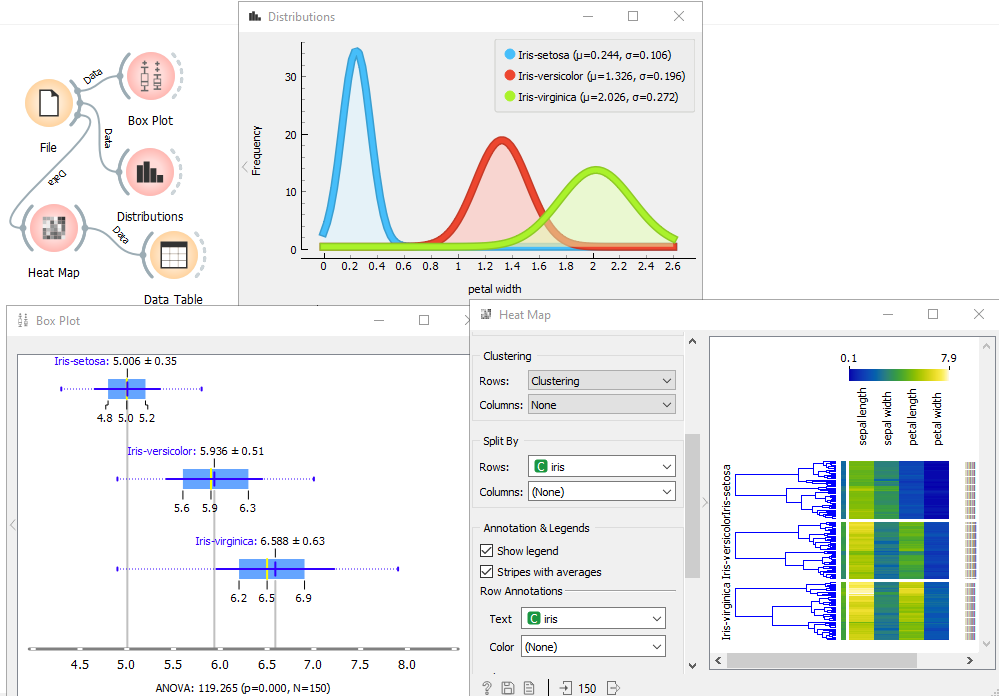 Data
Box Plot
File
Data
Distributions
Data
Heat Map
Data
Data Table
Distributions
Iris-setosa (μ=0.244, σ=0.106)
Iris-versicolor (μ=1.326, σ=0.196)
Iris-virginica (μ=2.026, σ=0.272)
Frequency
30
20
10
0
0 0.2 0.4 0.6 0.8 1 1.2 1.4 1.6 1.8 2 2.2 2.4 2.6
petal width
Box Plot
Iris-setosa: 5.006 ± 0.35
4.8 5.0 5.2
Iris-versicolor: 5.936 ± 0.51
5.6 5.9 6.3
Iris-virginica: 6.588 ± 0.63
6.2 6.5 6.9
4.5 5.0 5.5 6.0 6.5 7.0 7.5 8.0
ANOVA: 119.265 (p=0.000, N=150)
Heat Map
Clustering
Rows: Clustering
Columns: None
Split By
Rows: C iris
Columns: (None)
Annotation & Legends
Show legend
Stripes with averages
Row Annotations
Text C iris
Color (None)
? 150
0.1 7.9
sepal length
sepal width
petal length
petal width
Iris-setosa
Iris-versicolor
Iris-virginica